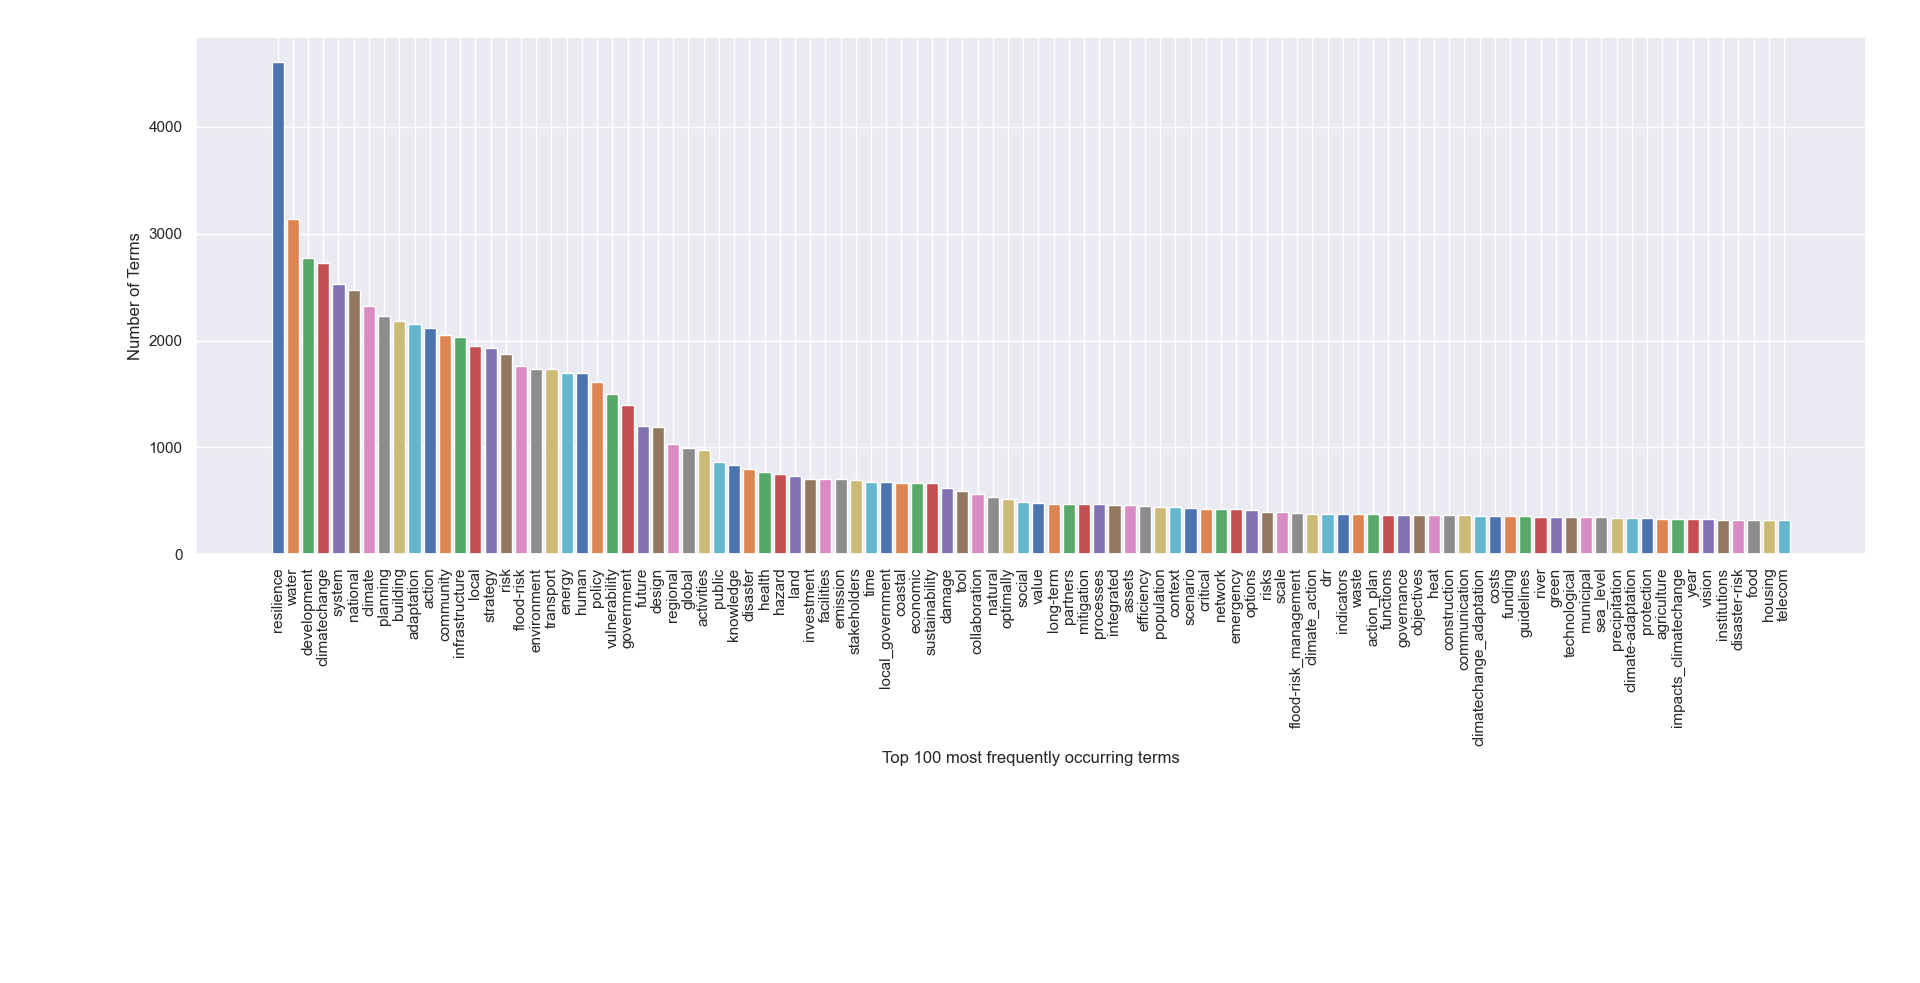 4000
3000
2000
1000
0
Number of Terms
resilience
water
development
climatechange
system
national
climate
planning
building
adaptation
action
community
infrastructure
local
strategy
risk
flood-risk
environment
transport
energy
human
policy
vulnerability
government
future
design
regional
global
activities
public
knowledge
disaster
health
hazard
land
investment
facilities
emission
stakeholders
time
local_government
coastal
economic
sustainability
damage
tool
collaboration
natural
optimally
social
value
long-term
partners
mitigation
processes
integrated
assets
efficiency
population
context
scenario
critical
network
emergency
options
risks
scale
flood-risk_management
climate_action
drr
indicators
waste
action_plan
functions
governance
objectives
heat
construction
communication
climatechange_adaptation
costs
funding
guidelines
river
green
technological
municipal
sea_level
precipitation
climate-adaptation
protection
agriculture
impacts_climatechange
year
vision
institutions
disaster-risk
food
housing
telecom
Top 100 most frequently occurring terms